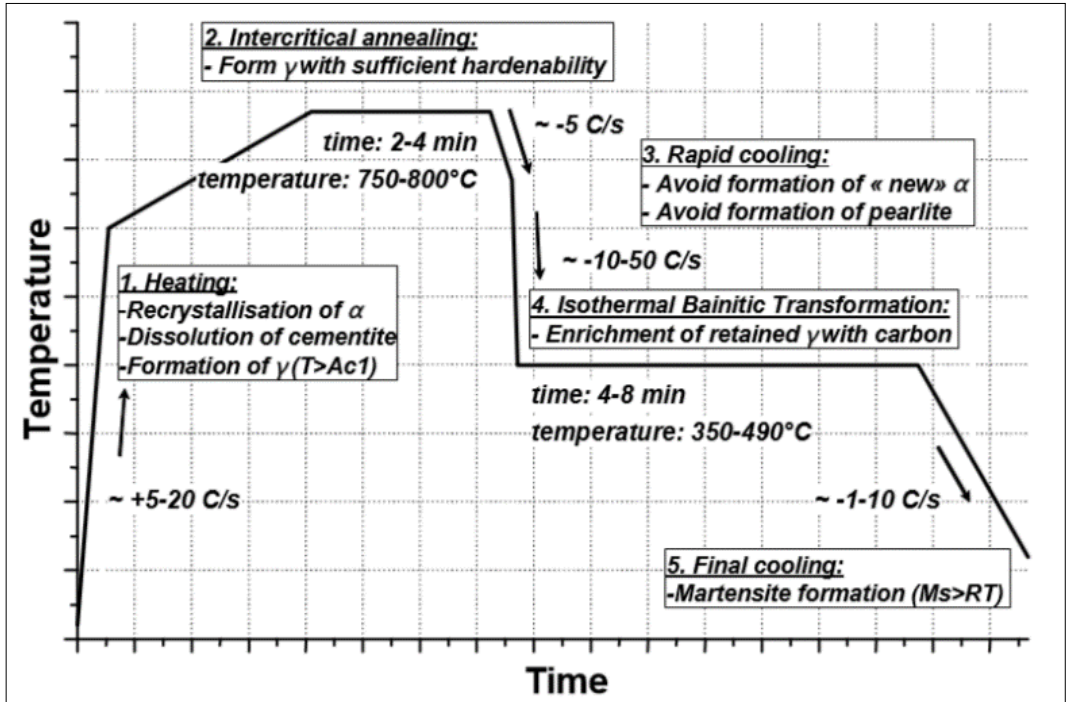 2. Intercritical annealing:
- Form γ with sufficient hardenability
~ -5 C/s
time: 2-4 min
temperature: 750-800°C
3. Rapid cooling:
- Avoid formation of « new» α
- Avoid formation of pearlite
~ -10-50 C/s
1. Heating:
-Recrystallisation of α
-Dissolution of cementite
-Formation of γ(T>Ac1)
4. Isothermal Bainitic Transformation:
- Enrichment of retained γ with carbon
time: 4-8 min
temperature: 350-490°C
~ +5-20 C/s
~ -1-10 C/s
5. Final cooling:
-Martensite formation (Ms>RT)
Temperature
Time